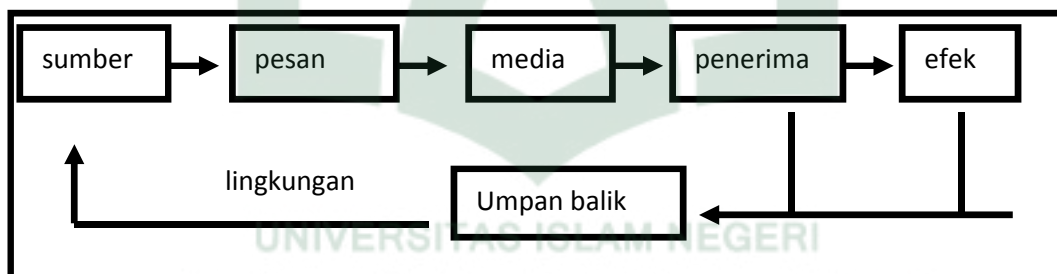 sumber pesan media penerima efek
lingkungan
Umpan balik
UNIVERSITAS ISLAM NEGERI